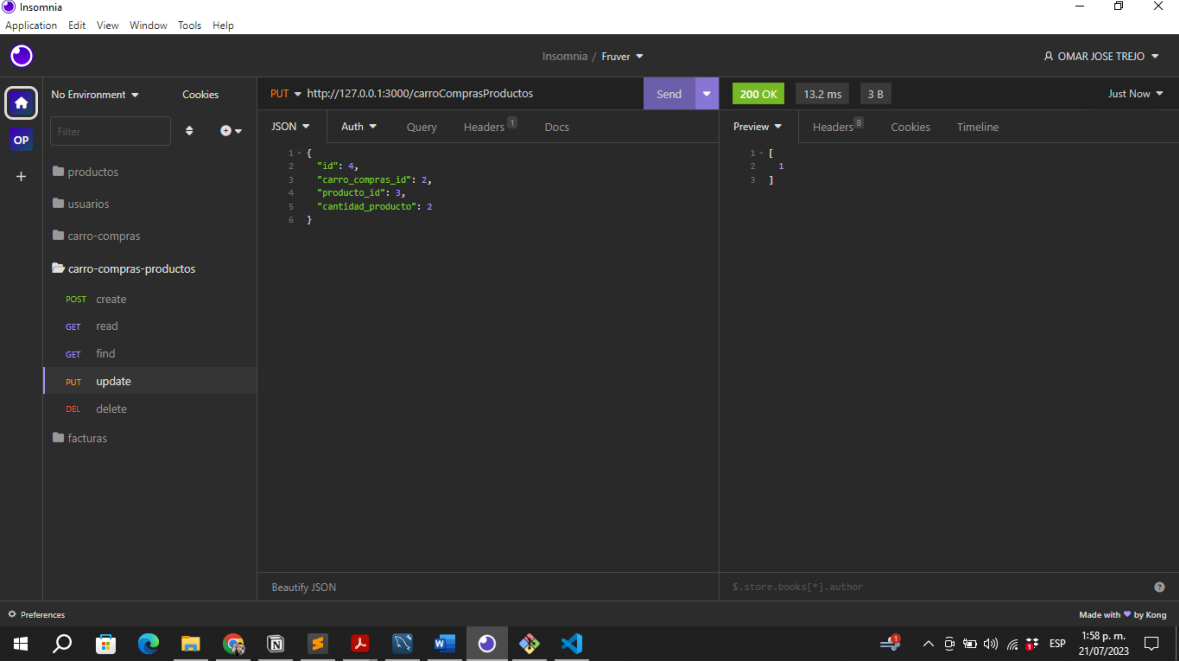 Insomnia
Application Edit View Window Tools Help
Insomnia / Fruver
OMAR JOSE TREJO
No Environment Cookies
PUT http://127.0.0.1:3000/carroComprasProductos Send 200 OK 13.2 ms 3 B Just Now
OP
Filter
JSON Auth Query Headers 1 Docs
Preview Headers 8 Cookies Timeline
1 {
2 "id": 4,
3 "carro_compras_id": 2,
4 "producto_id": 3,
5 "cantidad_producto": 2
6 }
1 [
2 1
3 ]
productos
usuarios
carro-compras
carro-compras-productos
POST create
GET read
GET find
PUT update
DEL delete
facturas
Beautify JSON
$.store.books[*].author
Preferences
Made with by Kong
ESP
1:58 p. m.
21/07/2023